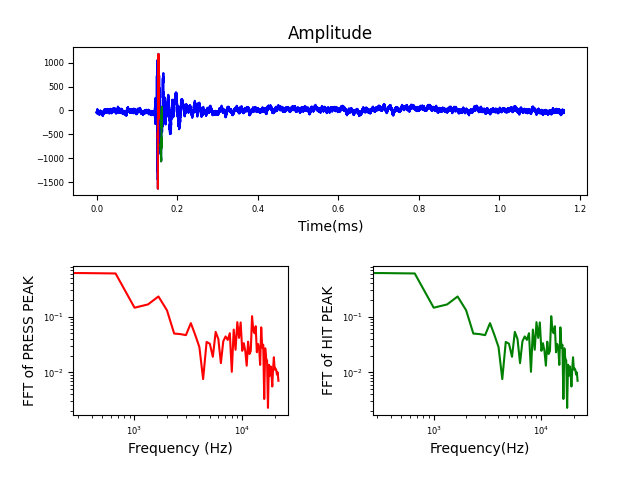 Amplitude
1000
500
0
−500
−1000
−1500
0.0 0.2 0.4 0.6 0.8 1.0 1.2
Time(ms)
FFT of PRESS PEAK
10⁻¹
10⁻²
10³ 10⁴
Frequency (Hz)
FFT of HIT PEAK
10⁻¹
10⁻²
10³ 10⁴
Frequency(Hz)